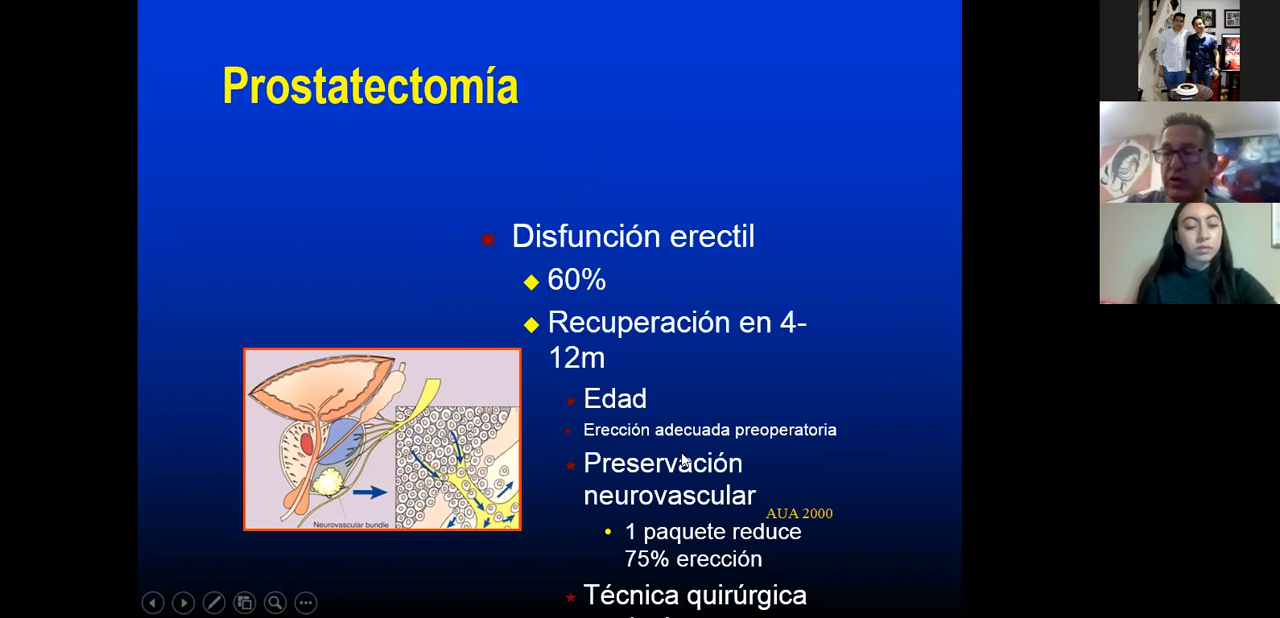 Prostatectomía
Disfunción erectil
60%
Recuperación en 4-
12m
Edad
Erección adecuada preoperatoria
Preservación
neurovascular
AUA 2000
1 paquete reduce
75% erección
Técnica quirúrgica
Neurovascular bundle